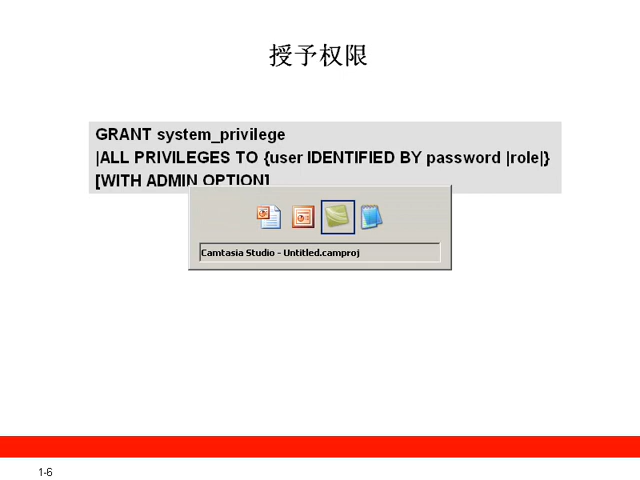 授予权限
GRANT system_privilege
|ALL PRIVILEGES TO {user IDENTIFIED BY password |role|}
[WITH ADMIN OPTION]
Camtasia Studio - Untitled.camproj
1-6